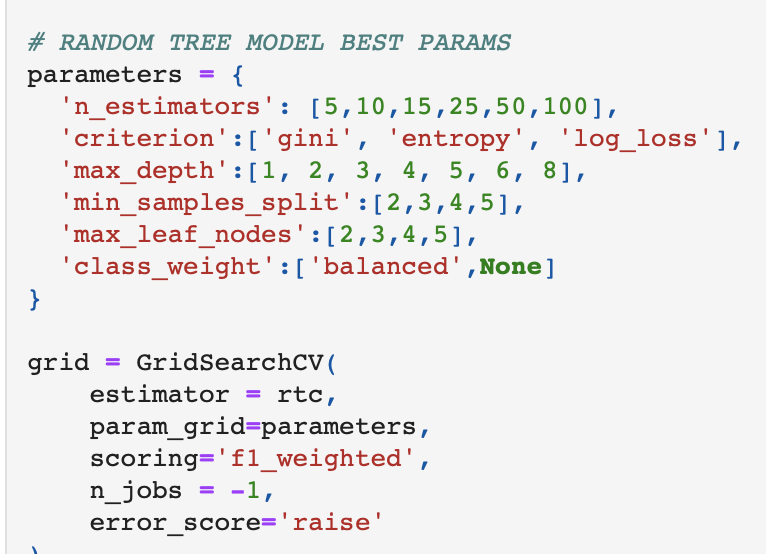 # RANDOM TREE MODEL BEST PARAMS
parameters = {
  'n_estimators': [5,10,15,25,50,100],
  'criterion':['gini', 'entropy', 'log_loss'],
  'max_depth':[1, 2, 3, 4, 5, 6, 8],
  'min_samples_split':[2,3,4,5],
  'max_leaf_nodes':[2,3,4,5],
  'class_weight':['balanced',None]
}
grid = GridSearchCV(
    estimator = rtc,
    param_grid=parameters,
    scoring='f1_weighted',
    n_jobs = -1,
    error_score='raise'
)